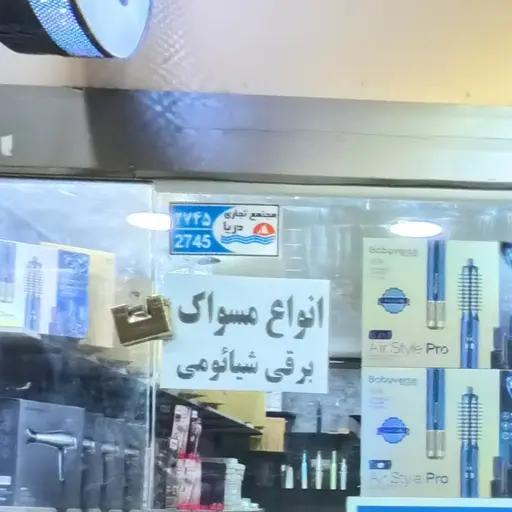 ۲۷۴۵
2745
مجتمع تجاری
دریا
انواع مسواک
برقی شیائومی
Air Style Pro
Air Style Pro